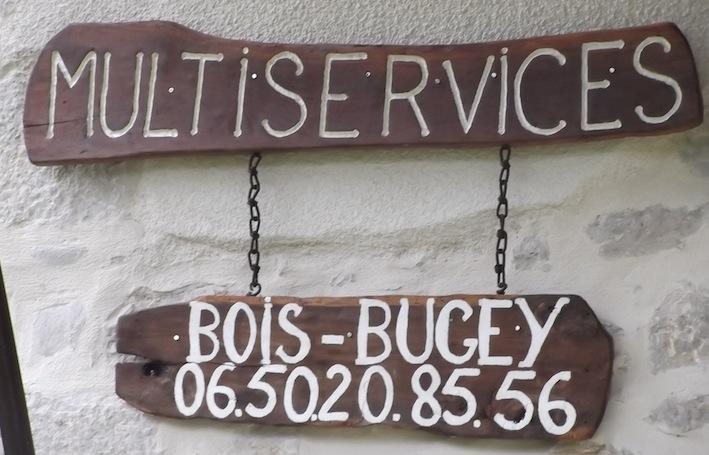 MULTiSERViCES
BOiS-BUGEY
06.50.20.85.56